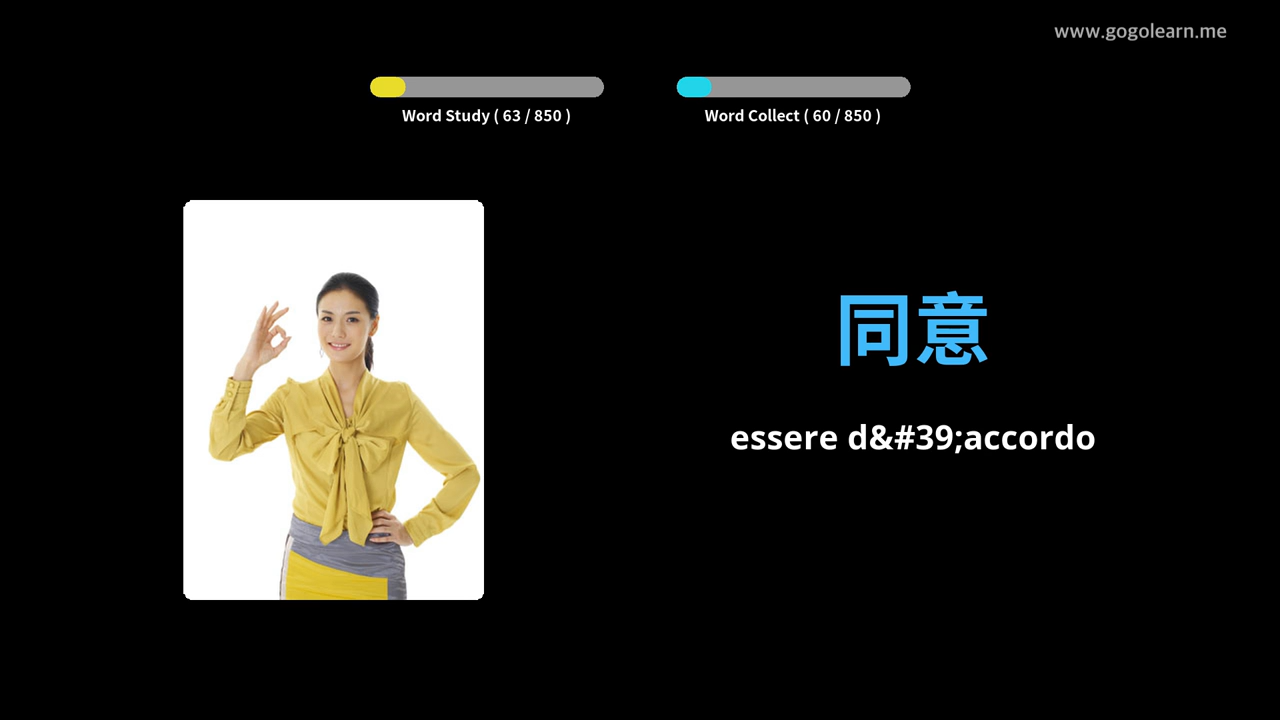 www.gogolearn.me
Word Study ( 63 / 850 )
Word Collect ( 60 / 850 )
同意
essere d&#39;accordo